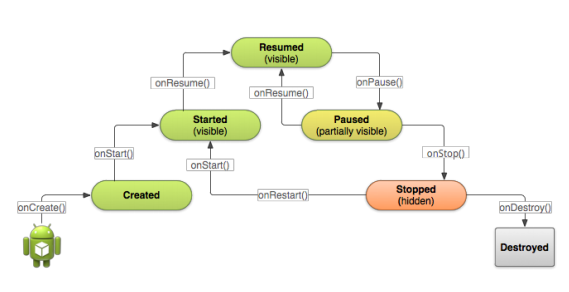 Resumed
(visible)
onResume()
onResume()
onPause()
Started
(visible)
Paused
(partially visible)
onStart()
onStart()
onStop()
Created
onRestart()
Stopped
(hidden)
onCreate()
onDestroy()
Destroyed